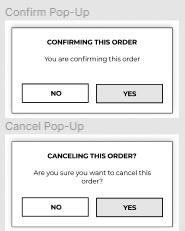 Confirm Pop-Up
CONFIRMING THIS ORDER
You are confirming this order
NO YES
Cancel Pop-Up
CANCELING THIS ORDER?
Are you sure you want to cancel this
order?
NO YES